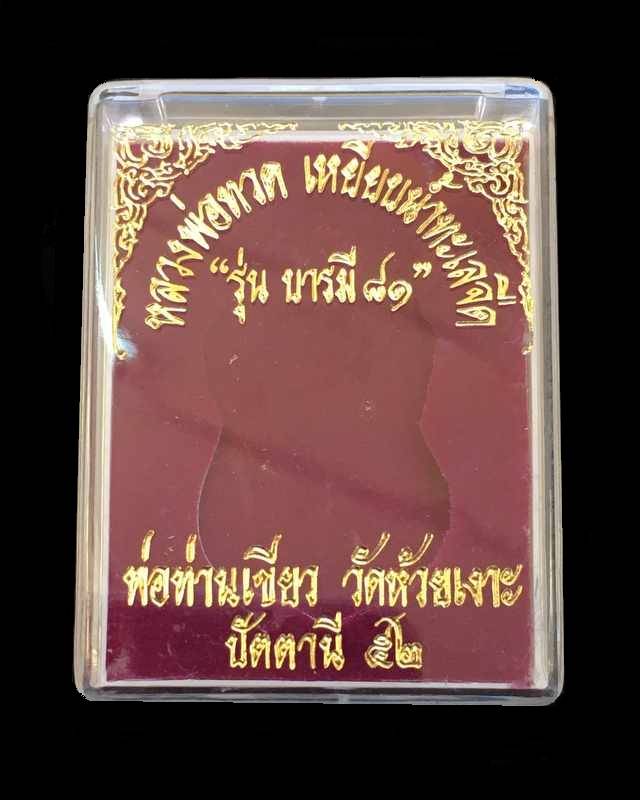 หลวงพ่อทวด เหยียบน้ำทะเลจืด
“รุ่น บารมี ๘๑”
พ่อท่านเขียว วัดห้วยเงาะ
ปัตตานี ๕๒